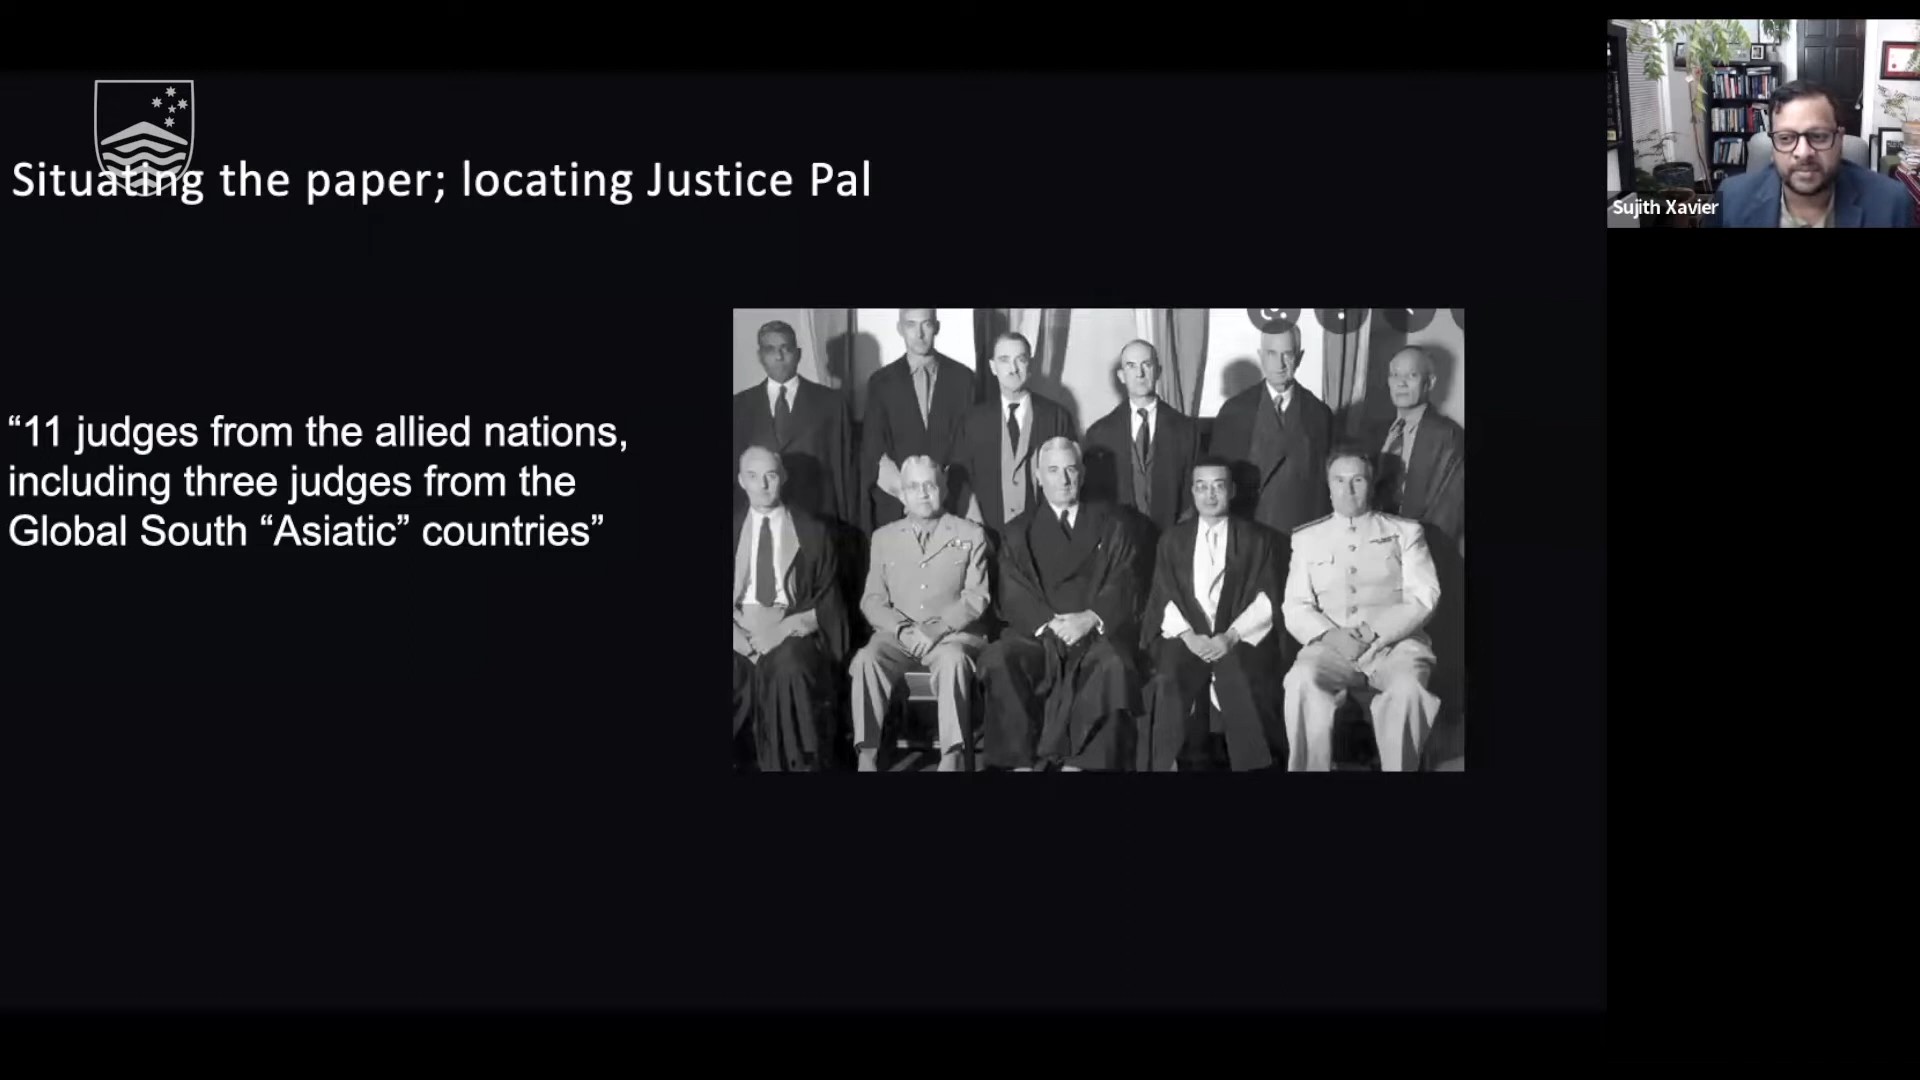 Situating the paper; locating Justice Pal
“11 judges from the allied nations,
including three judges from the
Global South “Asiatic” countries”
Sujith Xavier